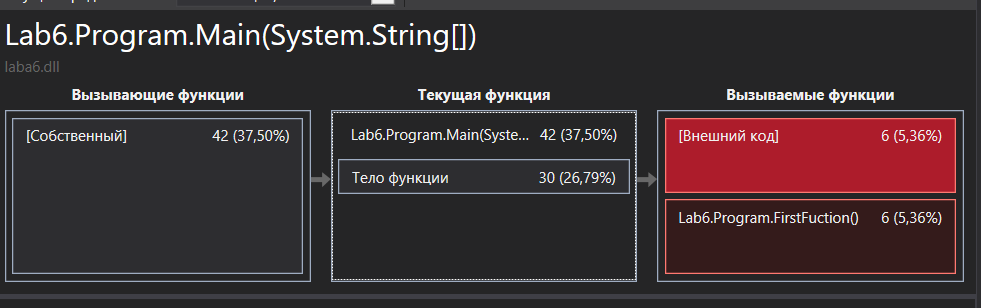 Lab6.Program.Main(System.String[])
laba6.dll
Вызывающие функции
[Собственный] 42 (37,50%)
Текущая функция
Lab6.Program.Main(Syste... 42 (37,50%)
Тело функции 30 (26,79%)
Вызываемые функции
[Внешний код] 6 (5,36%)
Lab6.Program.FirstFuction() 6 (5,36%)